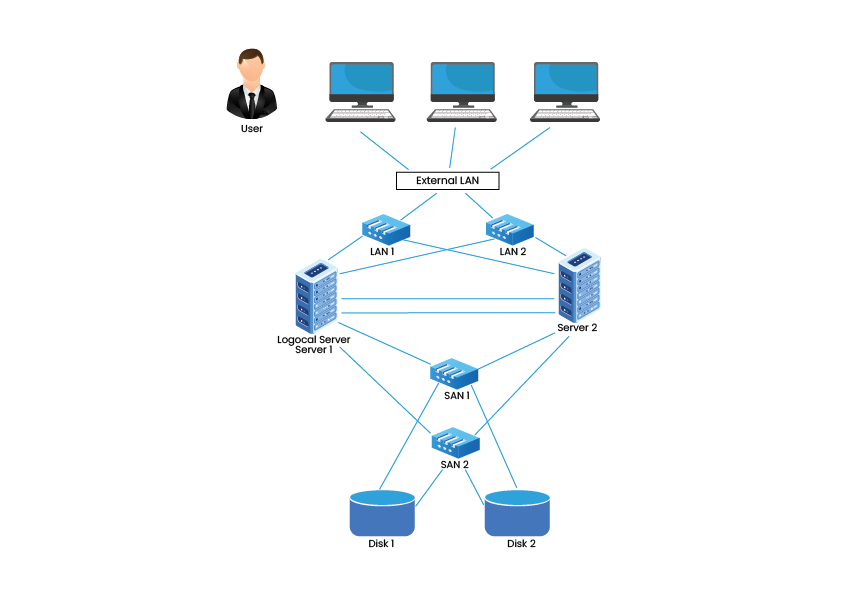 User
External LAN
LAN 1
LAN 2
Logocal Server
Server 1
Server 2
SAN 1
SAN 2
Disk 1
Disk 2